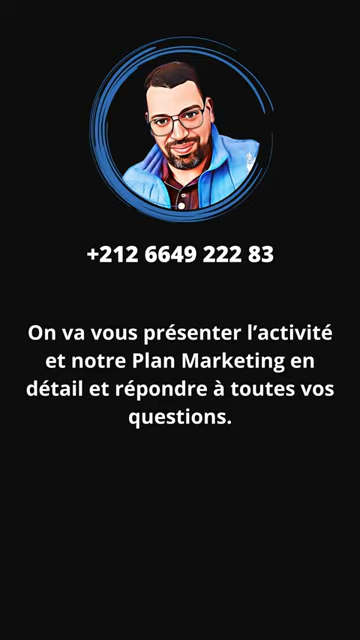 +212 6649 222 83
On va vous présenter l’activité
et notre Plan Marketing en
détail et répondre à toutes vos
questions.